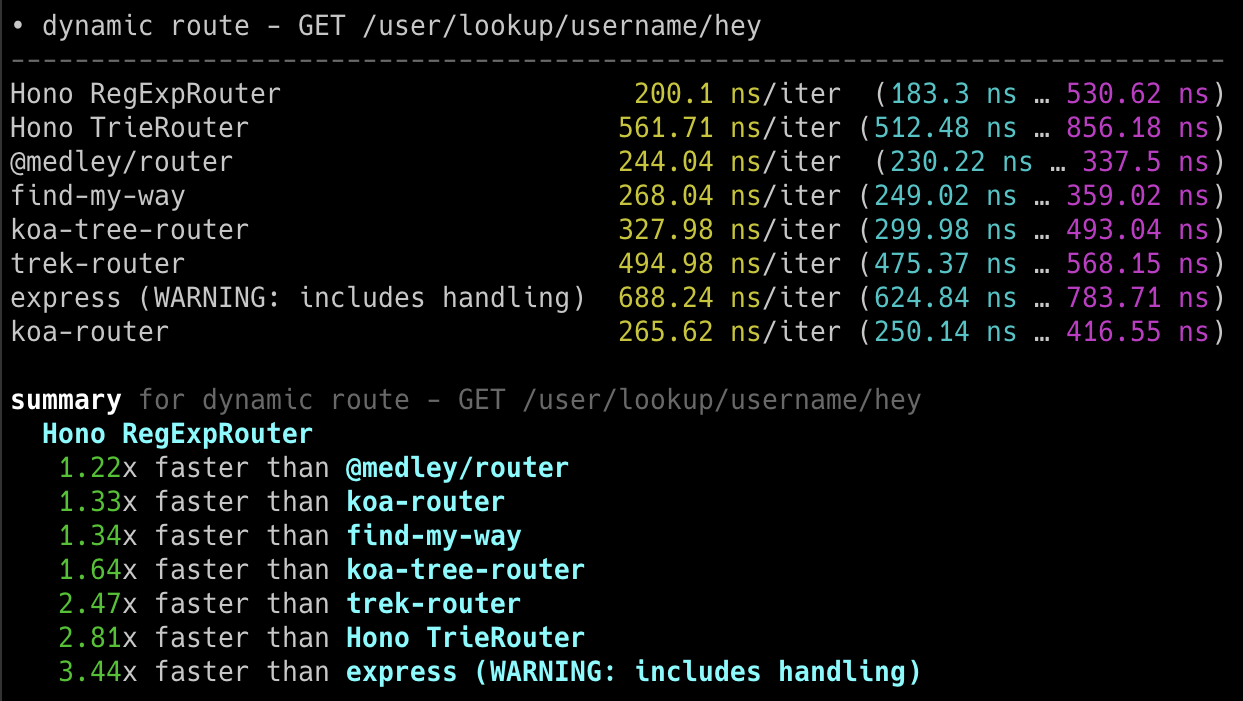 • dynamic route - GET /user/lookup/username/hey
----------------------------------------------------------------------------
Hono RegExpRouter                      200.1 ns/iter  (183.3 ns … 530.62 ns)
Hono TrieRouter                       561.71 ns/iter (512.48 ns … 856.18 ns)
@medley/router                        244.04 ns/iter  (230.22 ns … 337.5 ns)
find-my-way                           268.04 ns/iter (249.02 ns … 359.02 ns)
koa-tree-router                       327.98 ns/iter (299.98 ns … 493.04 ns)
trek-router                           494.98 ns/iter (475.37 ns … 568.15 ns)
express (WARNING: includes handling)  688.24 ns/iter (624.84 ns … 783.71 ns)
koa-router                            265.62 ns/iter (250.14 ns … 416.55 ns)

summary for dynamic route - GET /user/lookup/username/hey
  Hono RegExpRouter
   1.22x faster than @medley/router
   1.33x faster than koa-router
   1.34x faster than find-my-way
   1.64x faster than koa-tree-router
   2.47x faster than trek-router
   2.81x faster than Hono TrieRouter
   3.44x faster than express (WARNING: includes handling)